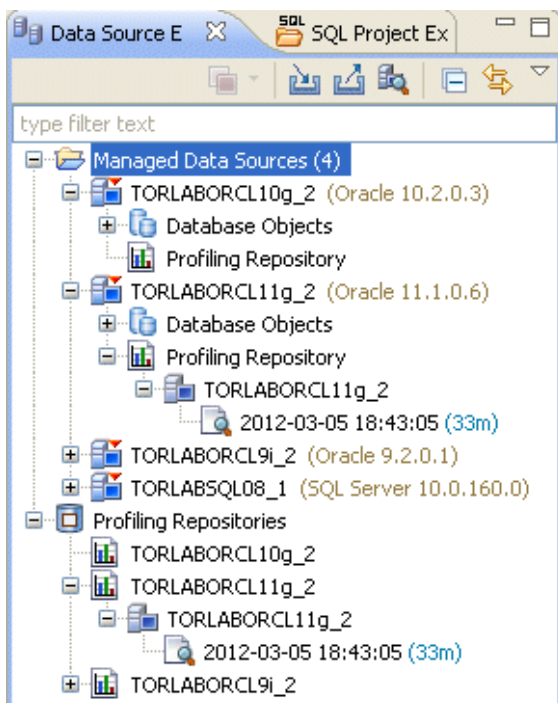 Data Source E SQL SQL Project Ex
type filter text
Managed Data Sources (4)
TORLABORCL10g_2 (Oracle 10.2.0.3)
Database Objects
Profiling Repository
TORLABORCL11g_2 (Oracle 11.1.0.6)
Database Objects
Profiling Repository
TORLABORCL11g_2
2012-03-05 18:43:05 (33m)
TORLABORCL9i_2 (Oracle 9.2.0.1)
TORLABSQL08_1 (SQL Server 10.0.160.0)
Profiling Repositories
TORLABORCL10g_2
TORLABORCL11g_2
TORLABORCL11g_2
2012-03-05 18:43:05 (33m)
TORLABORCL9i_2